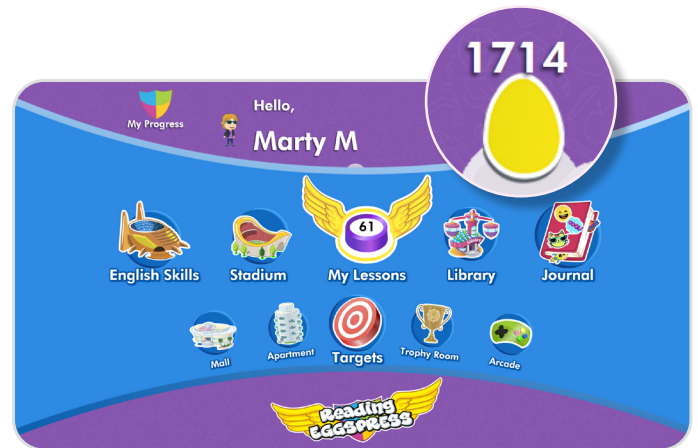 1714
My Progress
Hello,
Marty M
61
English Skills
Stadium
My Lessons
Library
Journal
Mall
Apartment
Targets
Trophy Room
Arcade
Reading
EGGSPRESS